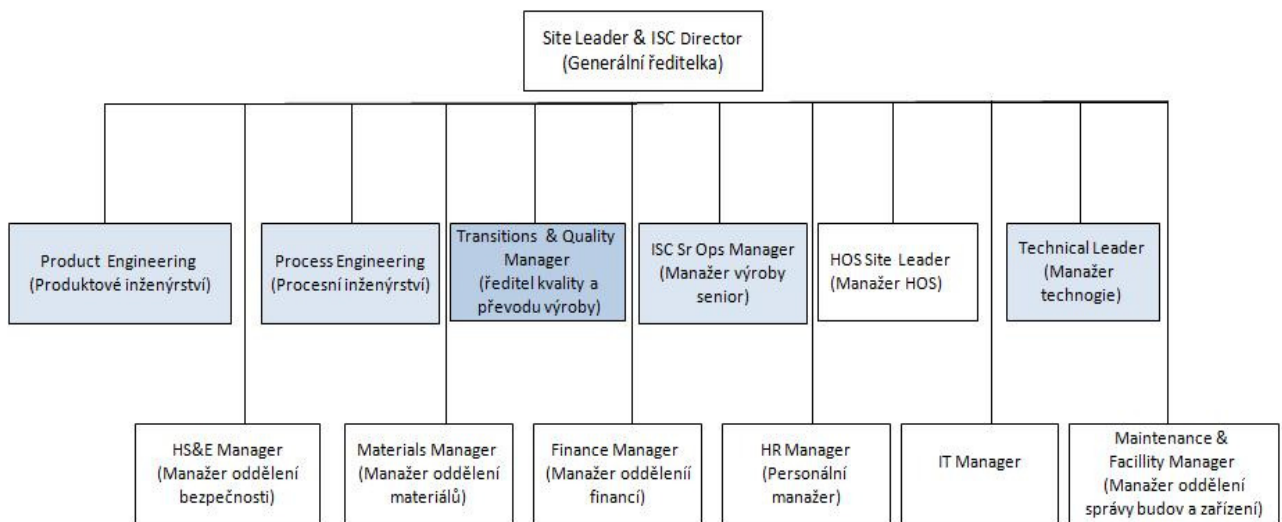 Site Leader & ISC Director
(Generální ředitelka)
Product Engineering
(Produktové inženýrství)
Process Engineering
(Procesní inženýrství)
Transitions & Quality
Manager
(ředitel kvality a
převodu výroby)
ISC Sr Ops Manager
(Manažer výroby
senior)
HOS Site Leader
(Manažer HOS)
Technical Leader
(Manažer
technogie)
HS&E Manager
(Manažer oddělení
bezpečnosti)
Materials Manager
(Manažer oddělení
materiálů)
Finance Manager
(Manažer odděleníí
financí)
HR Manager
(Personální
manažer)
IT Manager
Maintenance &
Facillity Manager
(Manažer oddělení
správy budov a zařízení)